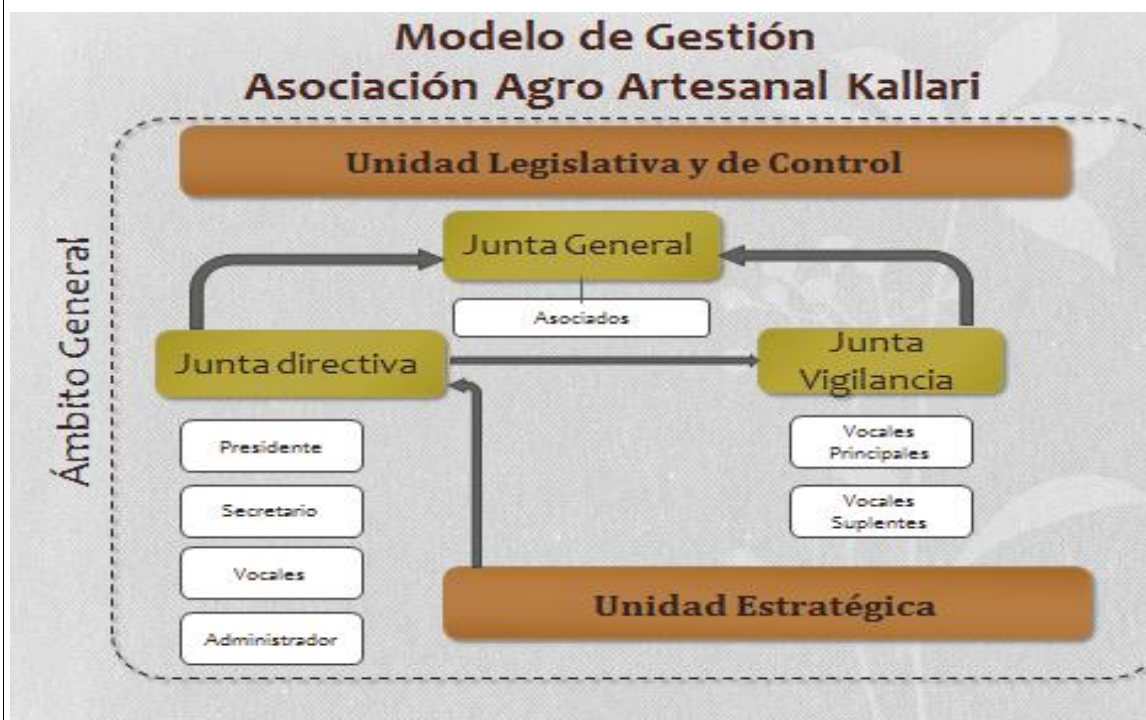 Modelo de Gestión
Asociación Agro Artesanal Kallari
Unidad Legislativa y de Control
Ámbito General
Junta General
Asociados
Junta directiva
Junta
Vigilancia
Presidente
Secretario
Vocales
Administrador
Vocales
Principales
Vocales
Suplentes
Unidad Estratégica